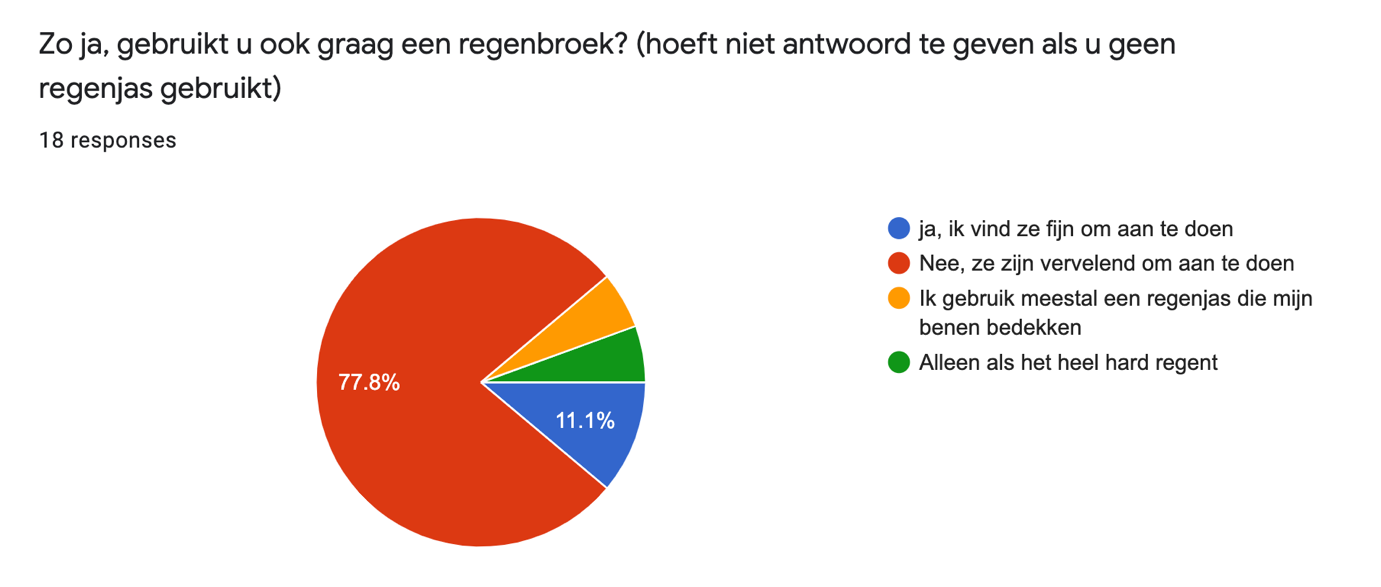 Zo ja, gebruikt u ook graag een regenbroek? (hoeft niet antwoord te geven als u geen
regenjas gebruikt)
18 responses
77.8%
11.1%
ja, ik vind ze fijn om aan te doen
Nee, ze zijn vervelend om aan te doen
Ik gebruik meestal een regenjas die mijn
benen bedekken
Alleen als het heel hard regent